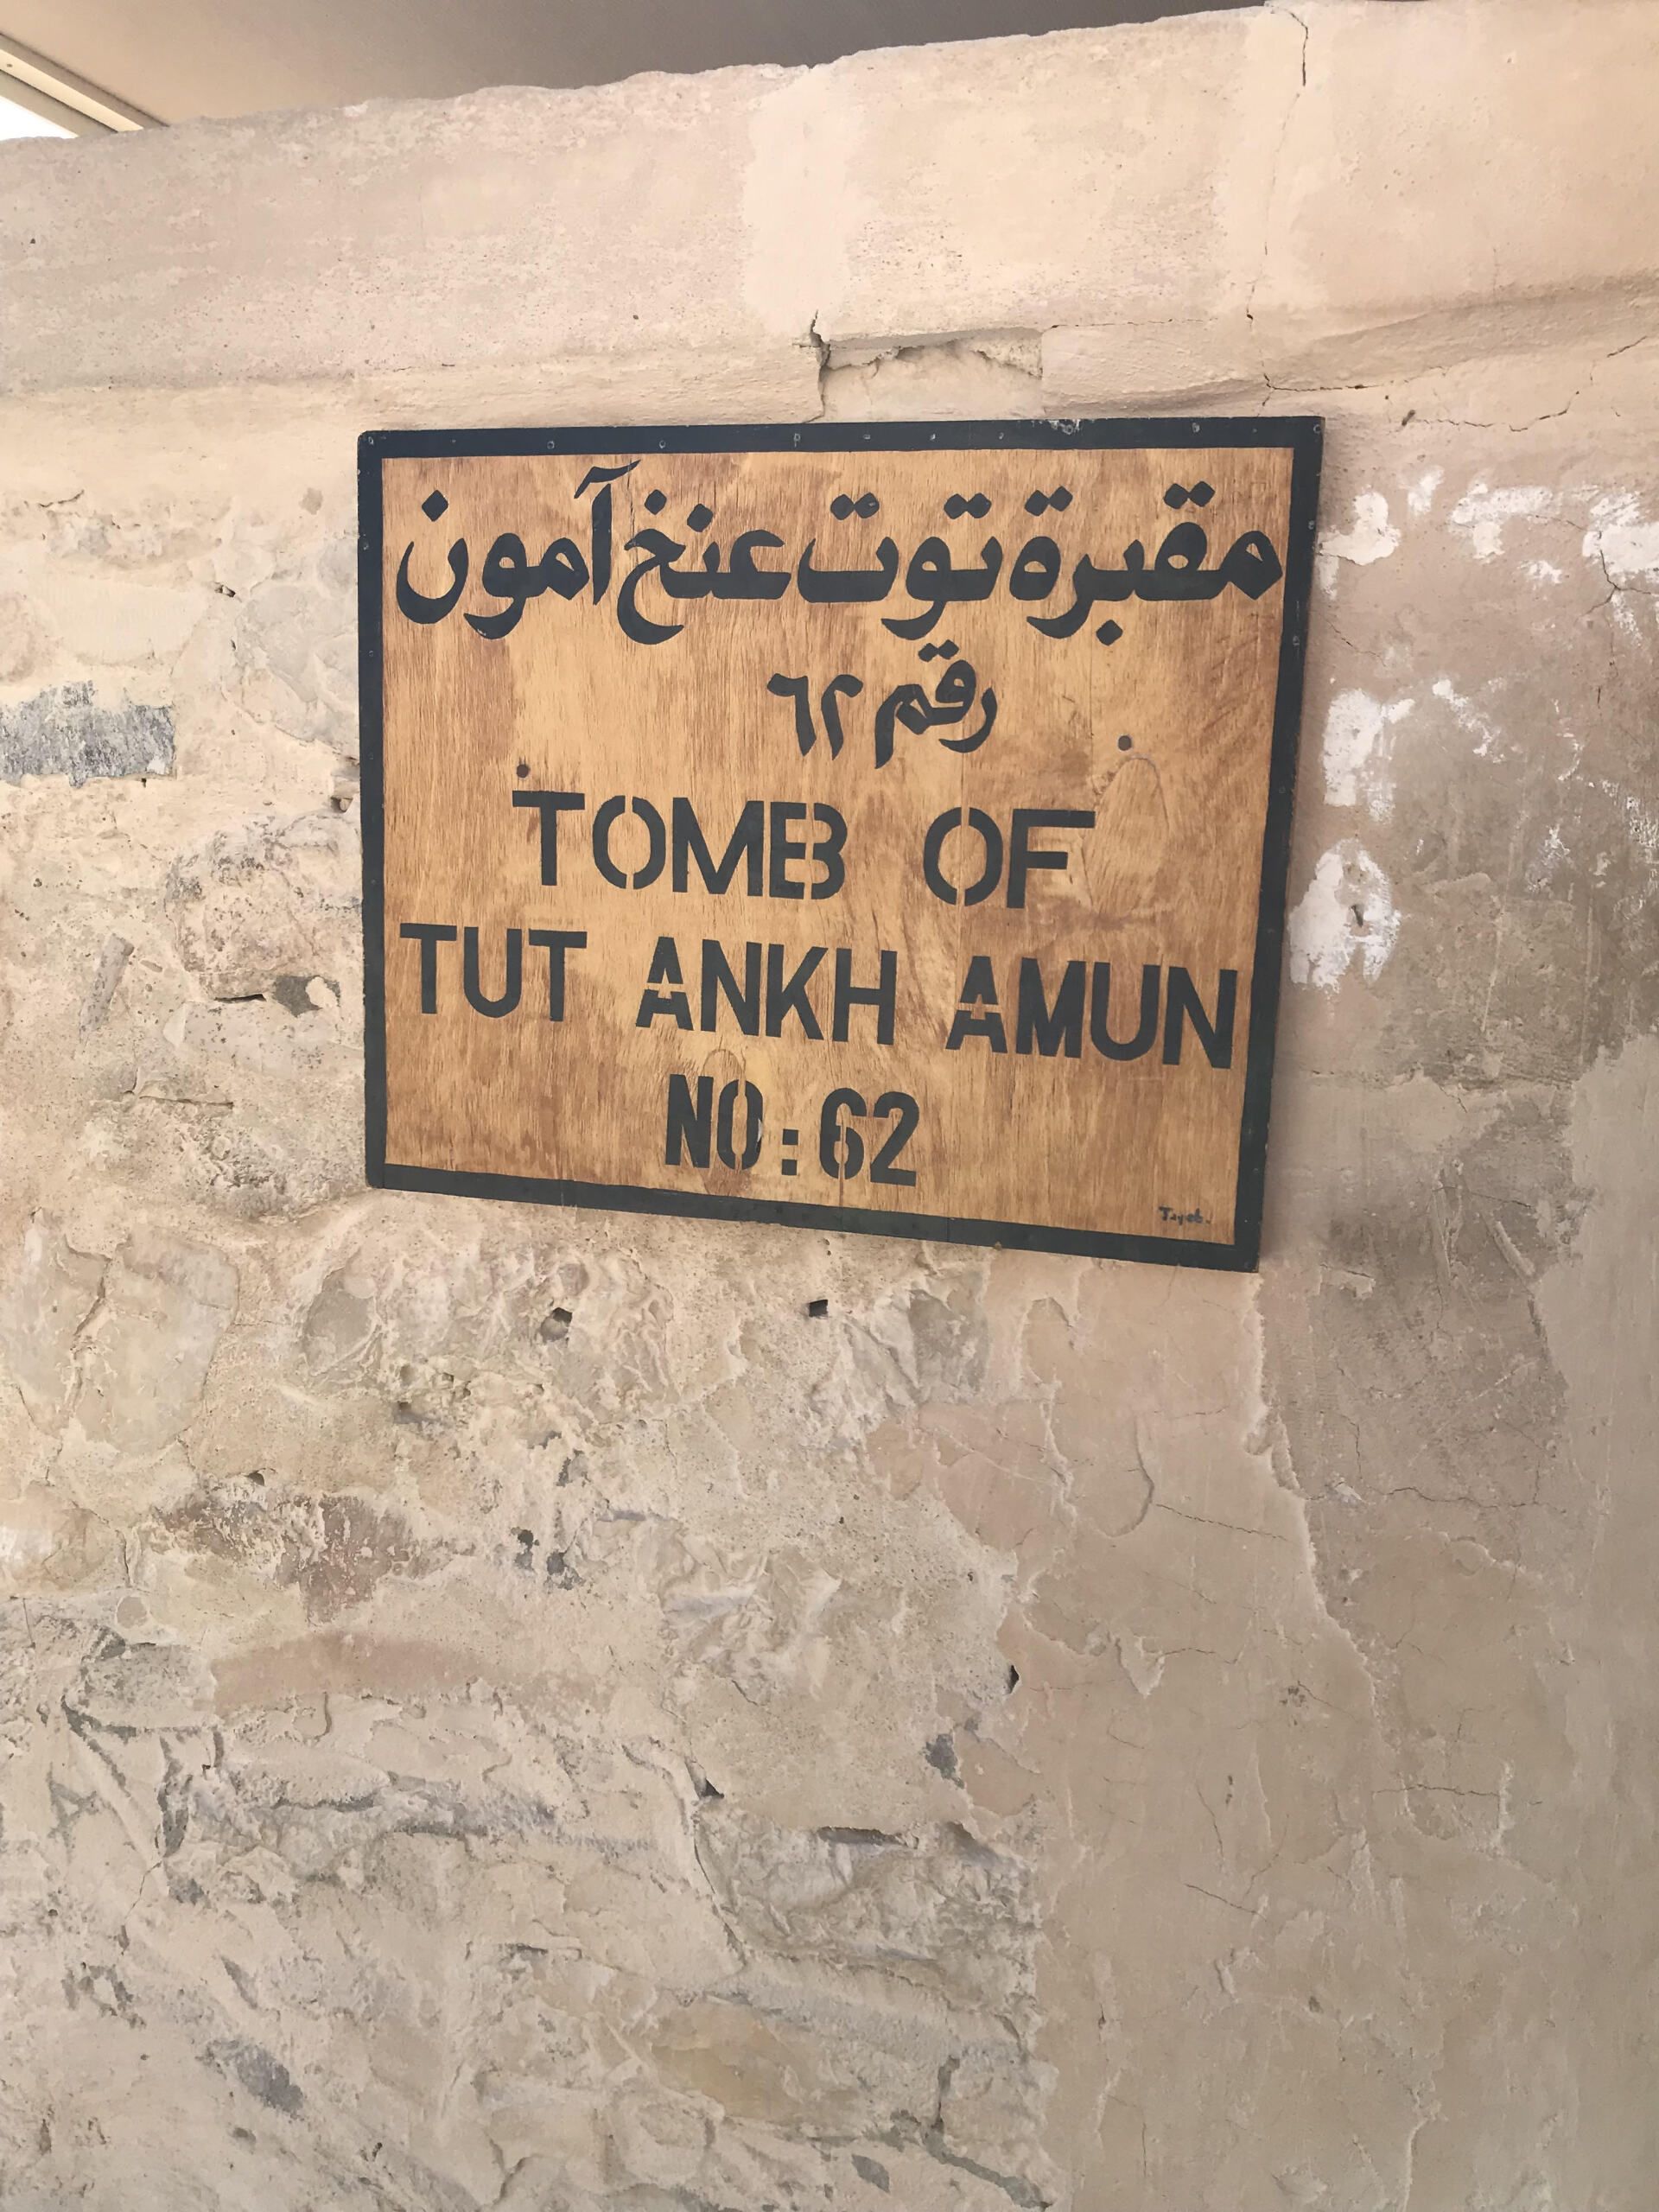 مقبرة توت عنخ آمون
رقم ٦٢
TOMB OF
TUT ANKH AMUN
NO: 62
Tayeb.